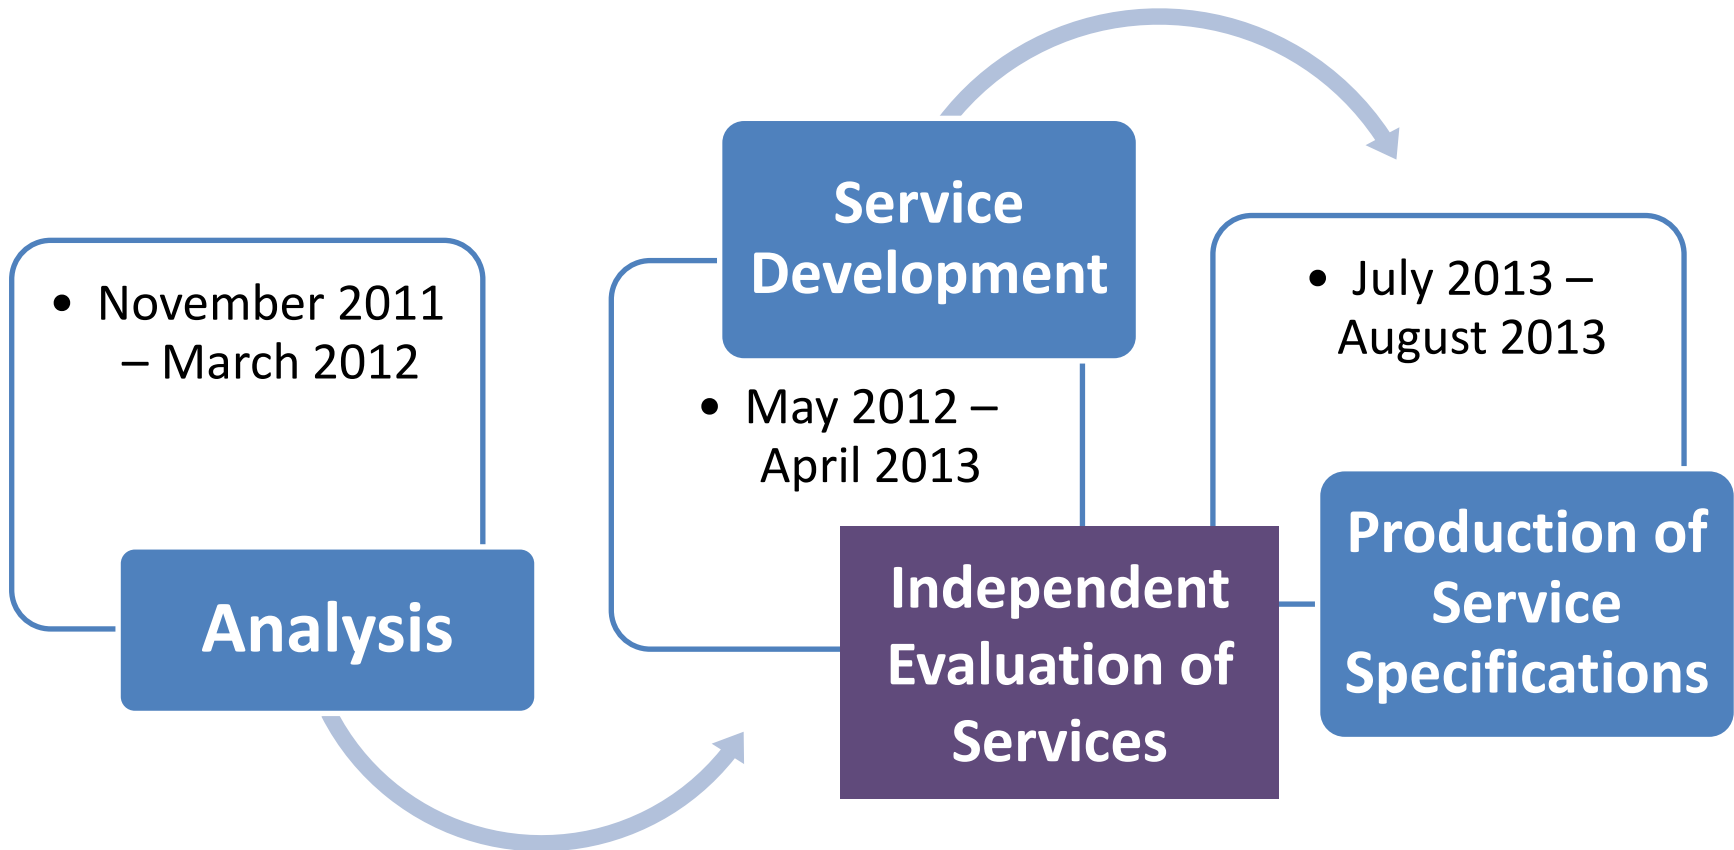 • November 2011
– March 2012
Analysis
Service
Development
• May 2012 –
April 2013
Independent
Evaluation of
Services
• July 2013 –
August 2013
Production of
Service
Specifications